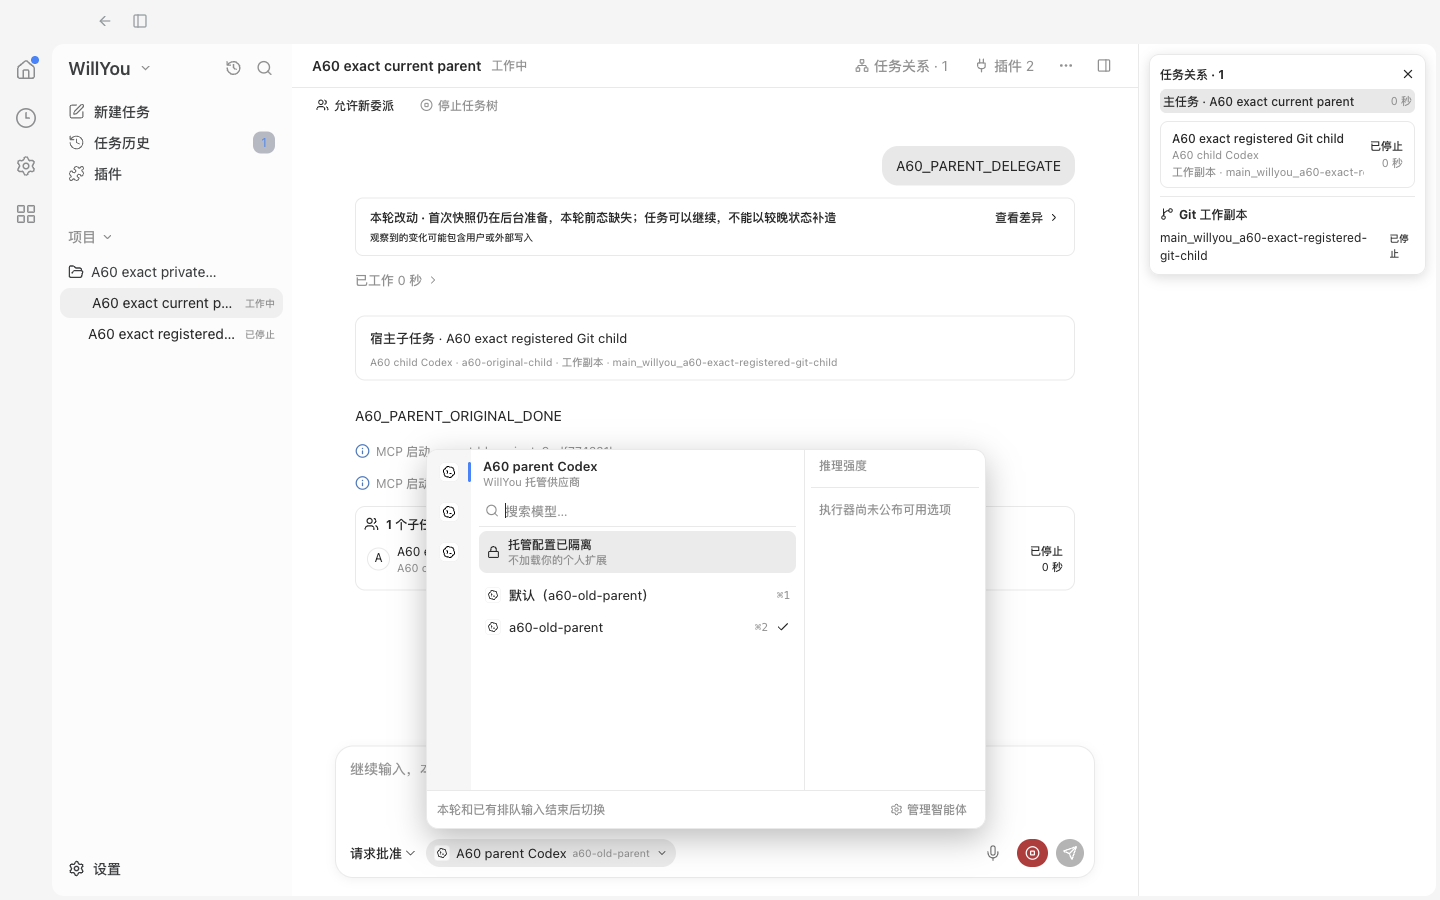 WillYou
新建任务
任务历史
1
插件
项目
A60 exact private...
A60 exact current p... 工作中
A60 exact registered... 已停止
设置
A60 exact current parent 工作中
任务关系 · 1
插件 2
允许新委派
停止任务树
A60_PARENT_DELEGATE
本轮改动 · 首次快照仍在后台准备，本轮前态缺失；任务可以继续，不能以较晚状态补造
查看差异
观察到的变化可能包含用户或外部写入
已工作 0 秒
宿主子任务 · A60 exact registered Git child
A60 child Codex · a60-original-child · 工作副本 · main_willyou_a60-exact-registered-git-child
A60_PARENT_ORIGINAL_DONE
MCP 启动
MCP 启动
1 个子任
A
A60
A60
已停止
0 秒
A60 parent Codex
WillYou 托管供应商
搜索模型...
托管配置已隔离
不加载你的个人扩展
默认（a60-old-parent） ⌘1
a60-old-parent ⌘2
推理强度
执行器尚未公布可用选项
本轮和已有排队输入结束后切换
管理智能体
继续输入，
请求批准
A60 parent Codex a60-old-parent
任务关系 · 1
主任务 · A60 exact current parent 0 秒
A60 exact registered Git child
A60 child Codex
工作副本 · main_willyou_a60-exact-r
已停止
0 秒
Git 工作副本
main_willyou_a60-exact-registered-
git-child
已停
止